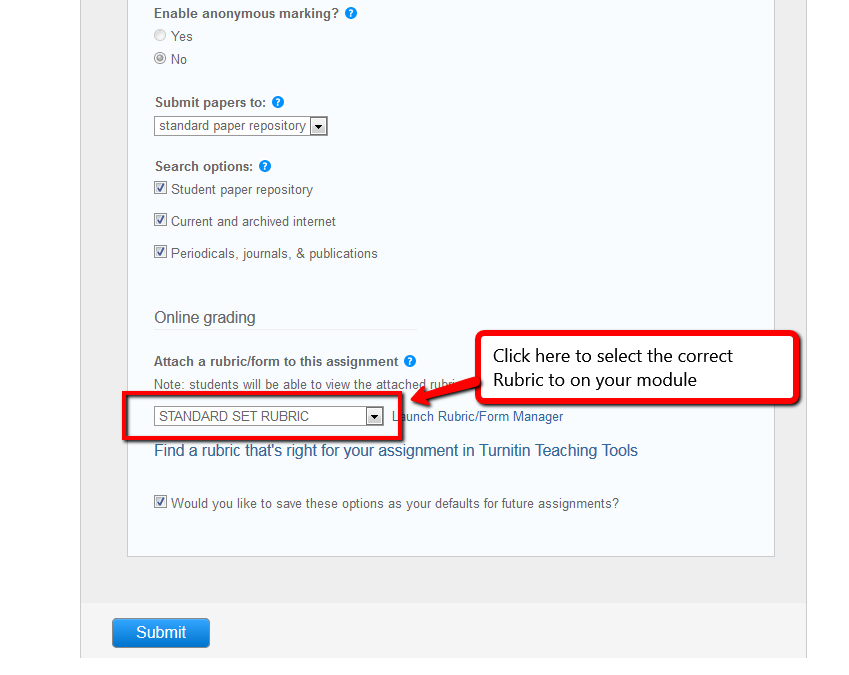 Enable anonymous marking? ?
Yes
No
Submit papers to: ?
standard paper repository
Search options: ?
Student paper repository
Current and archived internet
Periodicals, journals, & publications
Online grading
Attach a rubric/form to this assignment ?
Click here to select the correct
Rubric to on your module
Note: students will be able to view the attached
STANDARD SET RUBRIC
Launch Rubric/Form Manager
Find a rubric that's right for your assignment in Turnitin Teaching Tools
Would you like to save these options as your defaults for future assignments?
Submit